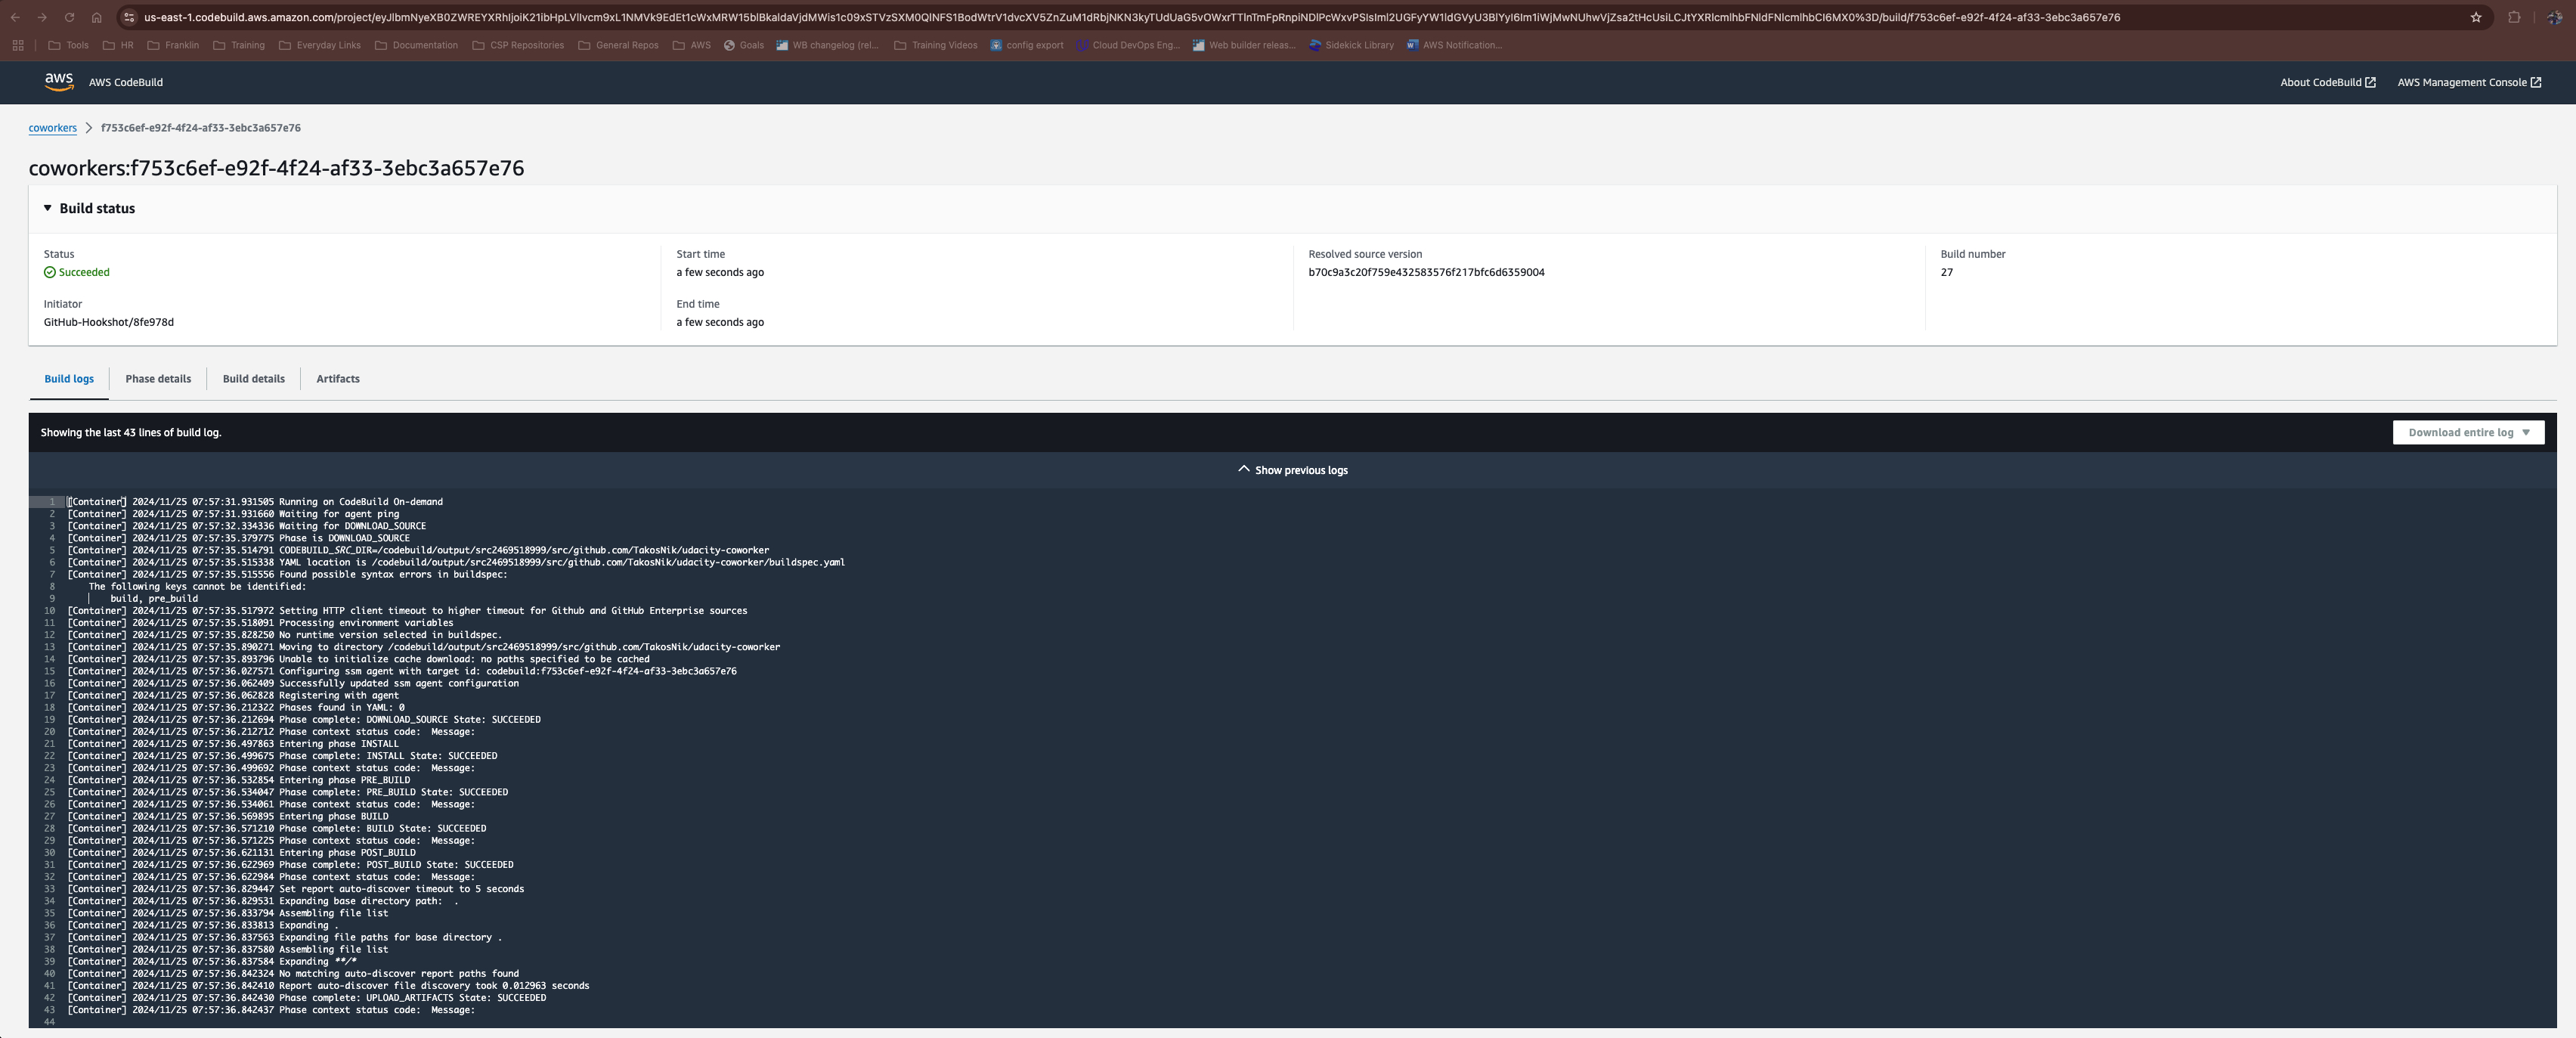 Tools HR Franklin Training Everyday Links Documentation CSP Repositories General Repos AWS Goals WB changelog (rel... Training Videos config export Cloud DevOps Eng... Web builder releas... Sidekick Library AWS Notification...
aws AWS CodeBuild About CodeBuild AWS Management Console
coworkers > f753c6ef-e92f-4f24-af33-3ebc3a657e76
coworkers:f753c6ef-e92f-4f24-af33-3ebc3a657e76
Build status
Status Start time Resolved source version Build number
Succeeded a few seconds ago b70c9a3c20f759e432583576f217bfc6d6359004 27
Initiator End time
GitHub-Hookshot/8fe978d a few seconds ago
Build logs Phase details Build details Artifacts
Showing the last 43 lines of build log. Download entire log
Show previous logs
1 [Container] 2024/11/25 07:57:31.931505 Running on CodeBuild On-demand
2 [Container] 2024/11/25 07:57:31.931660 Waiting for agent ping
3 [Container] 2024/11/25 07:57:32.334336 Waiting for DOWNLOAD_SOURCE
4 [Container] 2024/11/25 07:57:35.379775 Phase is DOWNLOAD_SOURCE
5 [Container] 2024/11/25 07:57:35.514791 CODEBUILD_SRC_DIR=/codebuild/output/src2469518999/src/github.com/TakosNik/udacity-coworker
6 [Container] 2024/11/25 07:57:35.515338 YAML location is /codebuild/output/src2469518999/src/github.com/TakosNik/udacity-coworker/buildspec.yaml
7 [Container] 2024/11/25 07:57:35.515556 Found possible syntax errors in buildspec:
8 The following keys cannot be identified:
9 build, pre_build
10 [Container] 2024/11/25 07:57:35.517972 Setting HTTP client timeout to higher timeout for Github and GitHub Enterprise sources
11 [Container] 2024/11/25 07:57:35.518091 Processing environment variables
12 [Container] 2024/11/25 07:57:35.828250 No runtime version selected in buildspec.
13 [Container] 2024/11/25 07:57:35.890271 Moving to directory /codebuild/output/src2469518999/src/github.com/TakosNik/udacity-coworker
14 [Container] 2024/11/25 07:57:35.893796 Unable to initialize cache download: no paths specified to be cached
15 [Container] 2024/11/25 07:57:36.027571 Configuring ssm agent with target id: codebuild:f753c6ef-e92f-4f24-af33-3ebc3a657e76
16 [Container] 2024/11/25 07:57:36.062409 Successfully updated ssm agent configuration
17 [Container] 2024/11/25 07:57:36.062828 Registering with agent
18 [Container] 2024/11/25 07:57:36.212322 Phases found in YAML: 0
19 [Container] 2024/11/25 07:57:36.212694 Phase complete: DOWNLOAD_SOURCE State: SUCCEEDED
20 [Container] 2024/11/25 07:57:36.212712 Phase context status code:  Message:
21 [Container] 2024/11/25 07:57:36.497863 Entering phase INSTALL
22 [Container] 2024/11/25 07:57:36.499675 Phase complete: INSTALL State: SUCCEEDED
23 [Container] 2024/11/25 07:57:36.499692 Phase context status code:  Message:
24 [Container] 2024/11/25 07:57:36.532854 Entering phase PRE_BUILD
25 [Container] 2024/11/25 07:57:36.534047 Phase complete: PRE_BUILD State: SUCCEEDED
26 [Container] 2024/11/25 07:57:36.534061 Phase context status code:  Message:
27 [Container] 2024/11/25 07:57:36.569895 Entering phase BUILD
28 [Container] 2024/11/25 07:57:36.571210 Phase complete: BUILD State: SUCCEEDED
29 [Container] 2024/11/25 07:57:36.571225 Phase context status code:  Message:
30 [Container] 2024/11/25 07:57:36.621131 Entering phase POST_BUILD
31 [Container] 2024/11/25 07:57:36.622969 Phase complete: POST_BUILD State: SUCCEEDED
32 [Container] 2024/11/25 07:57:36.622984 Phase context status code:  Message:
33 [Container] 2024/11/25 07:57:36.829447 Set report auto-discover timeout to 5 seconds
34 [Container] 2024/11/25 07:57:36.829531 Expanding base directory path:  .
35 [Container] 2024/11/25 07:57:36.833794 Assembling file list
36 [Container] 2024/11/25 07:57:36.833813 Expanding .
37 [Container] 2024/11/25 07:57:36.837563 Expanding file paths for base directory .
38 [Container] 2024/11/25 07:57:36.837580 Assembling file list
39 [Container] 2024/11/25 07:57:36.837584 Expanding **/*
40 [Container] 2024/11/25 07:57:36.842324 No matching auto-discover report paths found
41 [Container] 2024/11/25 07:57:36.842410 Report auto-discover file discovery took 0.012963 seconds
42 [Container] 2024/11/25 07:57:36.842430 Phase complete: UPLOAD_ARTIFACTS State: SUCCEEDED
43 [Container] 2024/11/25 07:57:36.842437 Phase context status code:  Message:
44